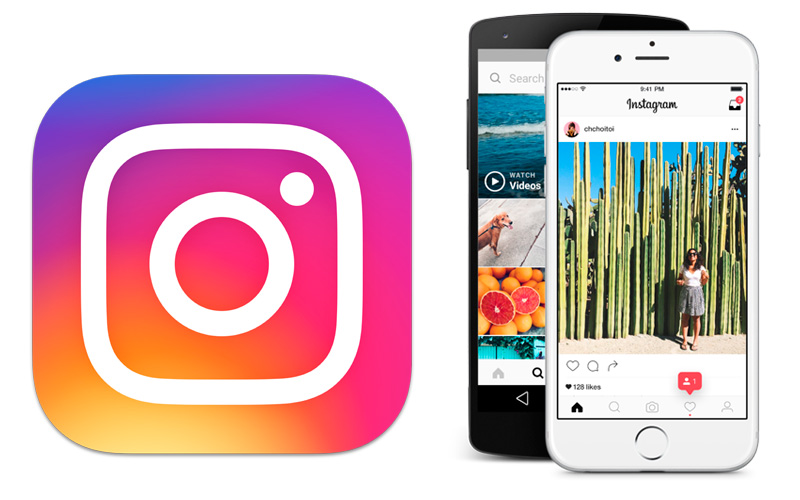 Search
WATCH
Videos
9:41 PM
Instagram
chchoitoi
128 likes
1